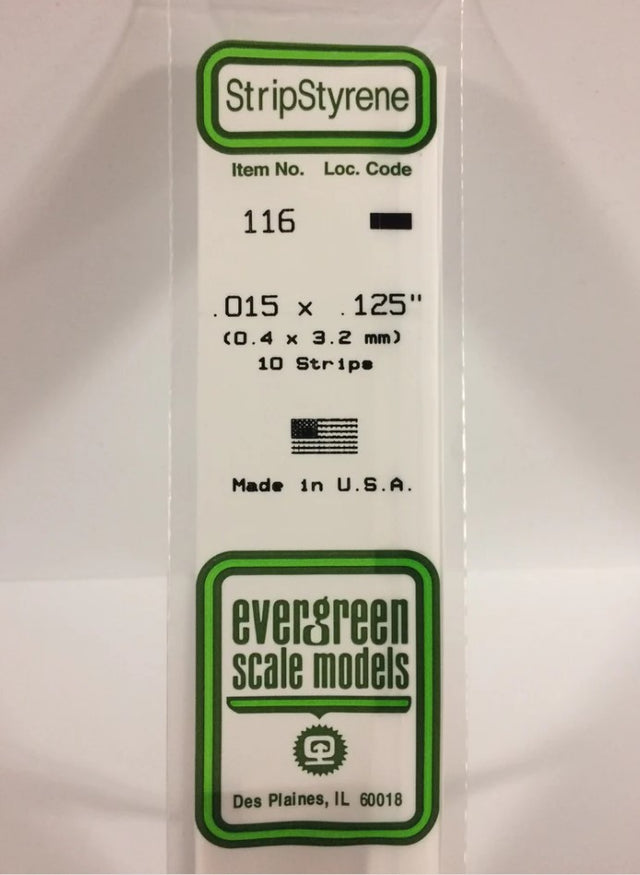 StripStyrene
Item No. Loc. Code
116
.015 x .125"
(0.4 x 3.2 mm)
10 Strips
Made in U.S.A.
evergreen
scale models
Des Plaines, IL 60018